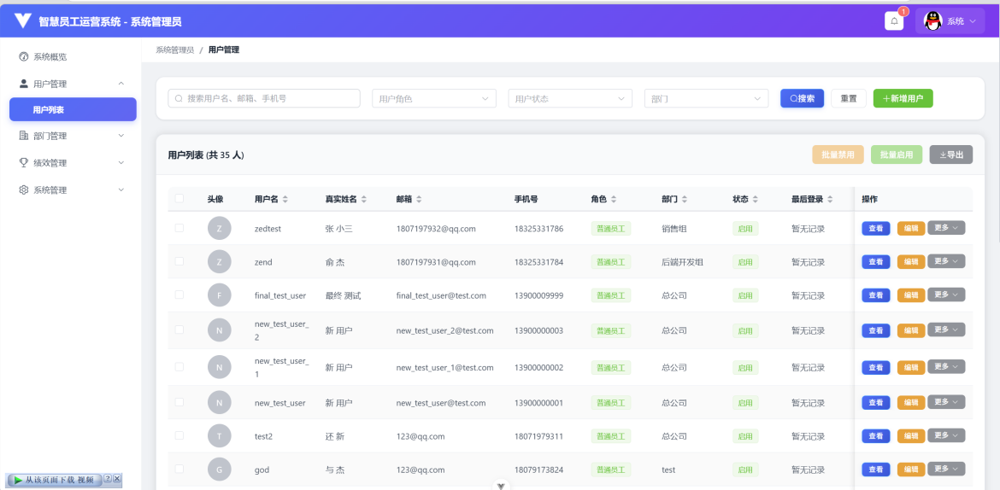 智慧员工运营系统 - 系统管理员
1
系统
系统概览
用户管理
用户列表
部门管理
绩效管理
系统管理
系统管理员 / 用户管理
搜索用户名、邮箱、手机号 用户角色 用户状态 部门 搜索 重置 +新增用户
用户列表 (共 35 人) 批量禁用 批量启用 导出
头像 用户名 真实姓名 邮箱 手机号 角色 部门 状态 最后登录 操作
Z zedtest 张 小三 1807197932@qq.com 18325331786 普通员工 销售组 启用 暂无记录 查看 编辑 更多
Z zend 俞 杰 1807197931@qq.com 18325331784 普通员工 后端开发组 启用 暂无记录 查看 编辑 更多
F final_test_user 最终 测试 final_test_user@test.com 13900009999 普通员工 总公司 启用 暂无记录 查看 编辑 更多
N new_test_user_ 新 用户 new_test_user_2@test.com 13900000003 普通员工 总公司 启用 暂无记录 查看 编辑 更多
2
N new_test_user_ 新 用户 new_test_user_1@test.com 13900000002 普通员工 总公司 启用 暂无记录 查看 编辑 更多
1
N new_test_user 新 用户 new_test_user@test.com 13900000001 普通员工 总公司 启用 暂无记录 查看 编辑 更多
T test2 还 新 123@qq.com 18071979311 普通员工 总公司 启用 暂无记录 查看 编辑 更多
G god 与 杰 123@qq.com 18079173824 普通员工 test 启用 暂无记录 查看 编辑 更多
从该页面下载 视频 ?